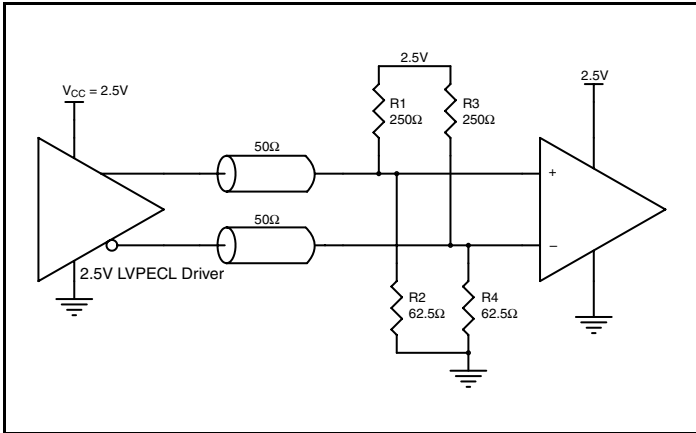 2.5V
V_CC = 2.5V
2.5V
R1
250Ω
R3
250Ω
50Ω
+
50Ω
−
2.5V LVPECL Driver
R2
62.5Ω
R4
62.5Ω